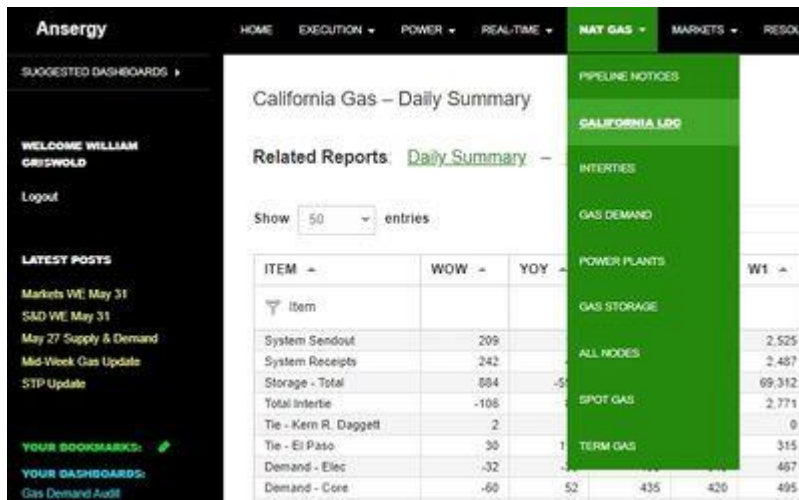 Ansergy
HOME EXECUTION POWER REAL-TIME NAT GAS MARKETS
SUGGESTED DASHBOARDS
WELCOME WILLIAM
GRISWOLD
Logout
LATEST POSTS
Markets WE May 31
S&D WE May 31
May 27 Supply & Demand
Mid-Week Gas Update
STP Update
YOUR BOOKMARKS:
YOUR DASHBOARDS:
Gas Demand Audit
California Gas – Daily Summary
Related Reports: Daily Summary –
Show 50 entries
PIPELINE NOTICES
CALIFORNIA LDC
INTERTIES
GAS DEMAND
POWER PLANTS
GAS STORAGE
ALL NODES
SPOT GAS
TERM GAS
ITEM WOW YOY W1
Item
System Sendout 209 2,525
System Receipts 242 2,487
Storage - Total 884 69,312
Total Intertie -106 2,771
Tie - Kern R. Daggett 2 0
Tie - El Paso 30 315
Demand - Elec -32 467
Demand - Core -60 52 435 420 495